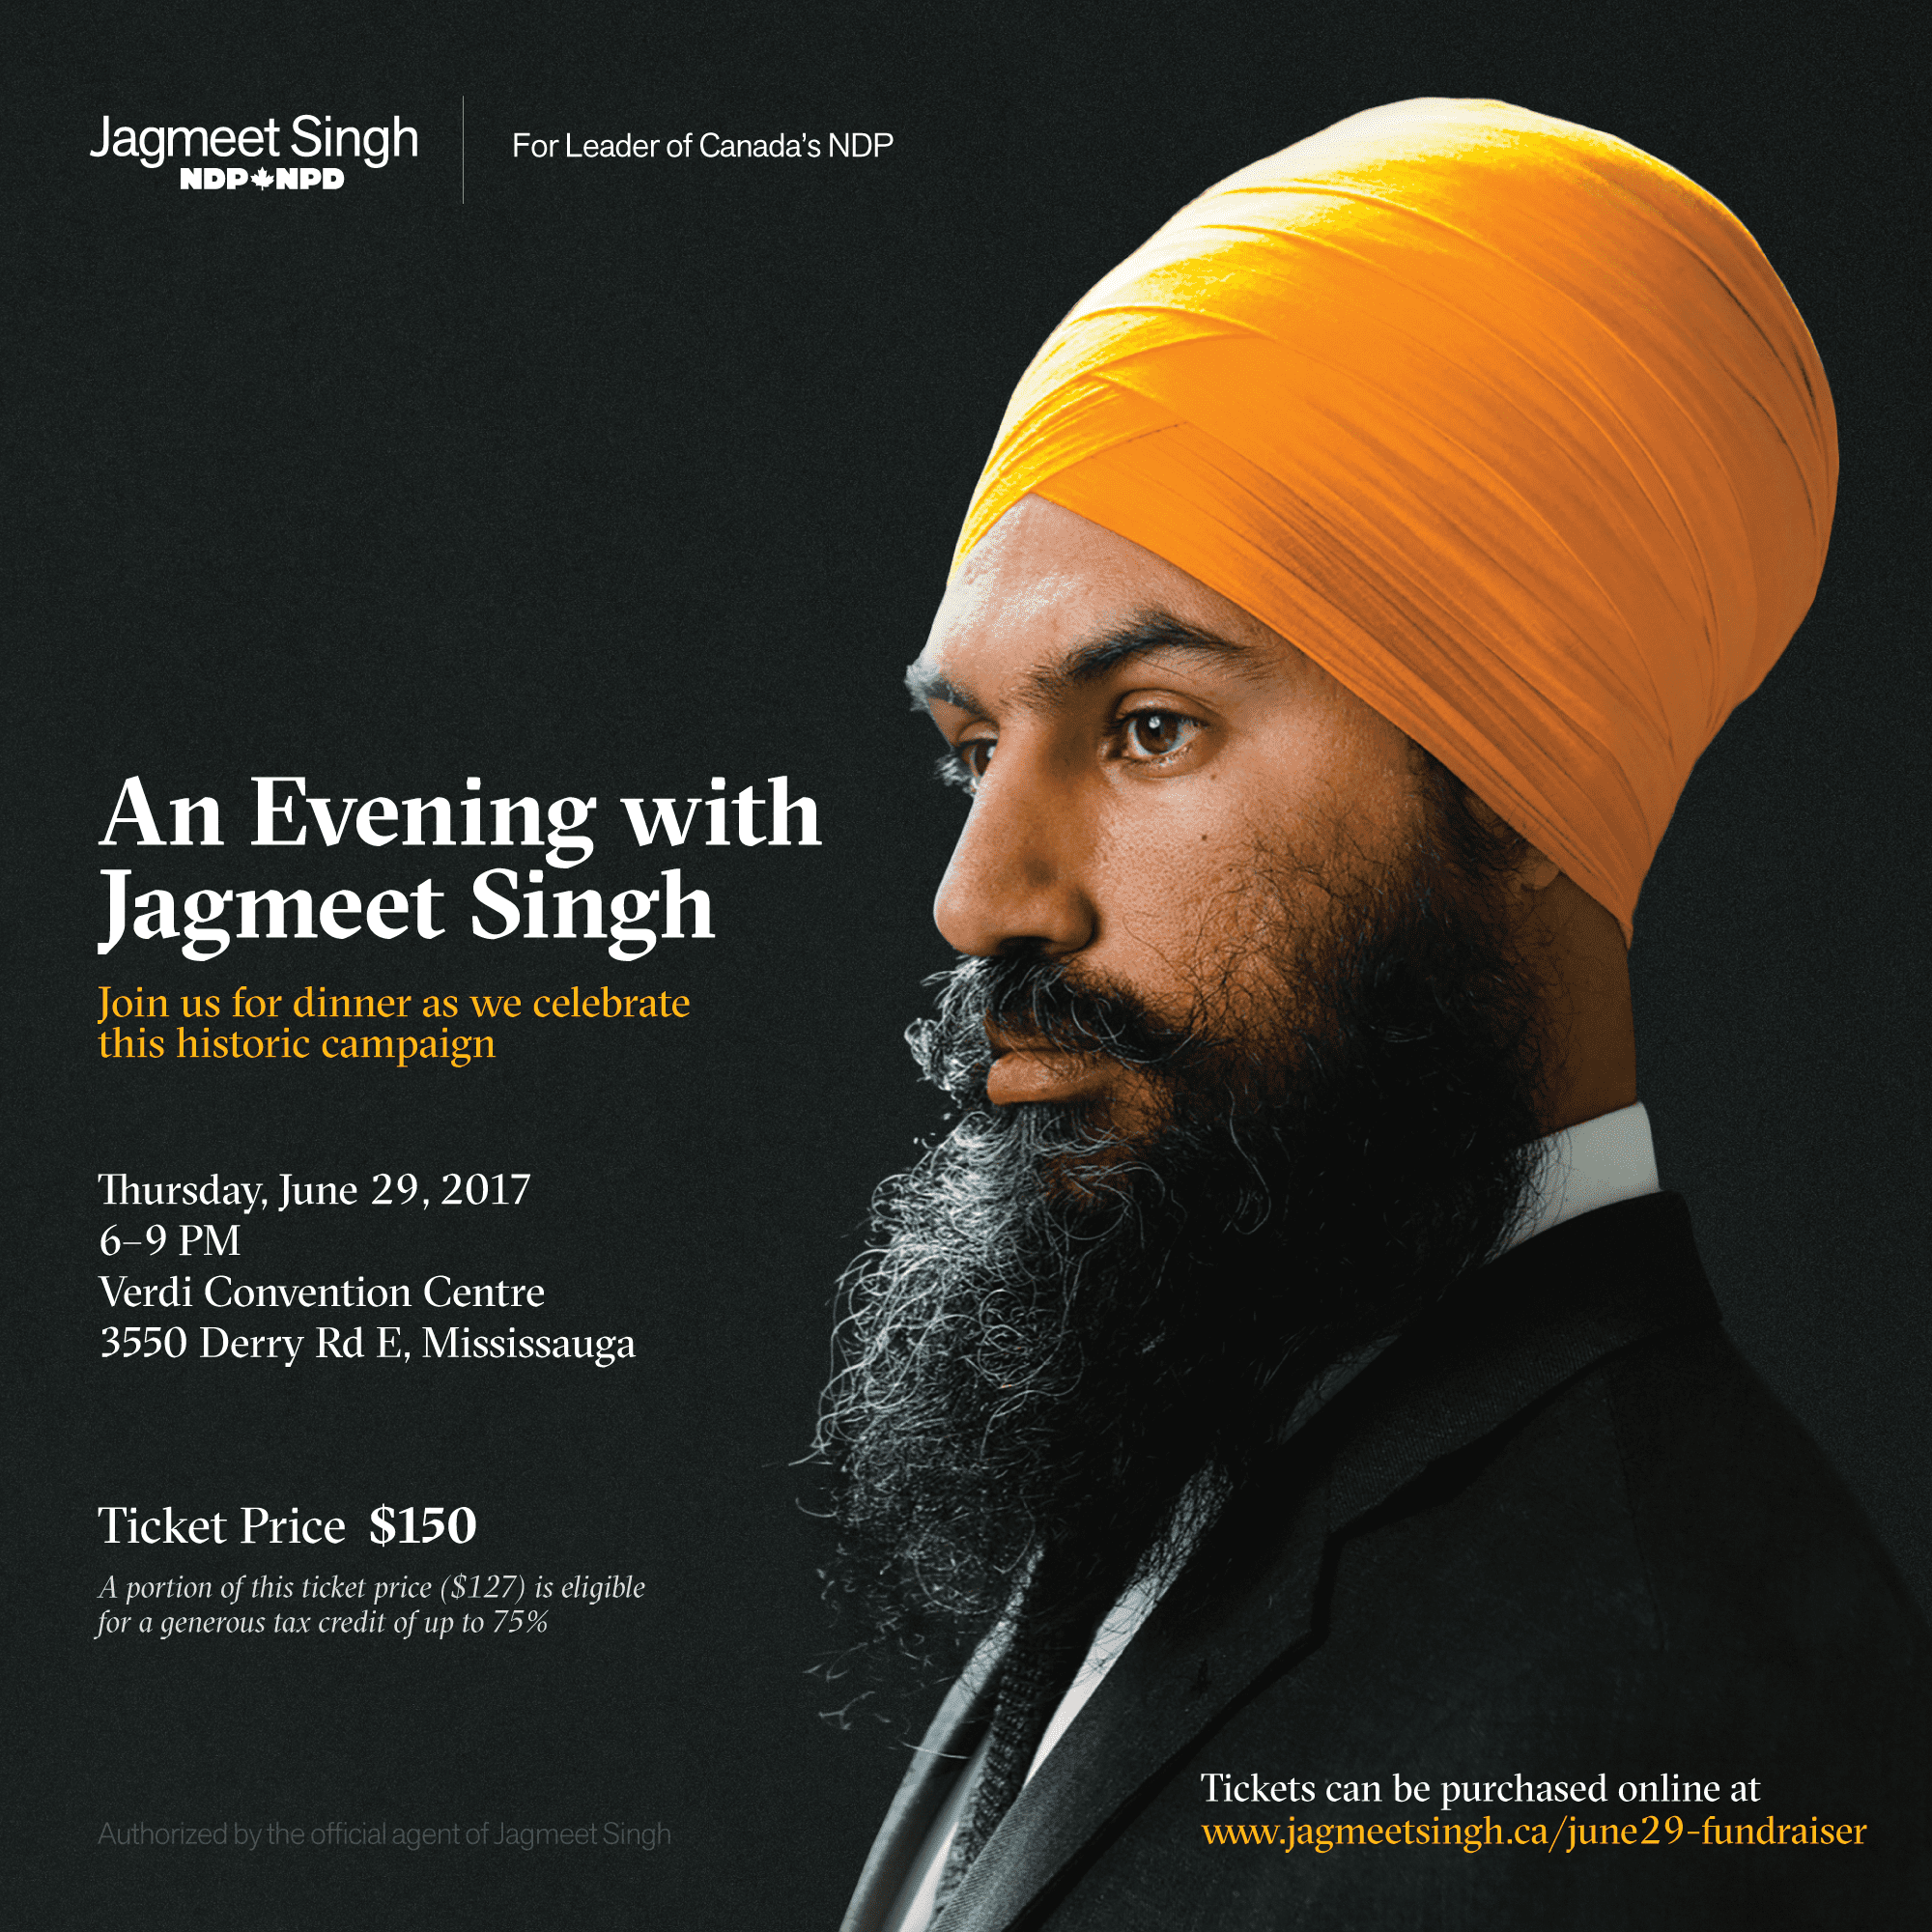 Jagmeet Singh
NDP NPD
For Leader of Canada’s NDP
An Evening with
Jagmeet Singh
Join us for dinner as we celebrate
this historic campaign
Thursday, June 29, 2017
6–9 PM
Verdi Convention Centre
3550 Derry Rd E, Mississauga
Ticket Price $150
A portion of this ticket price ($127) is eligible
for a generous tax credit of up to 75%
Authorized by the official agent of Jagmeet Singh
Tickets can be purchased online at
www.jagmeetsingh.ca/june29-fundraiser